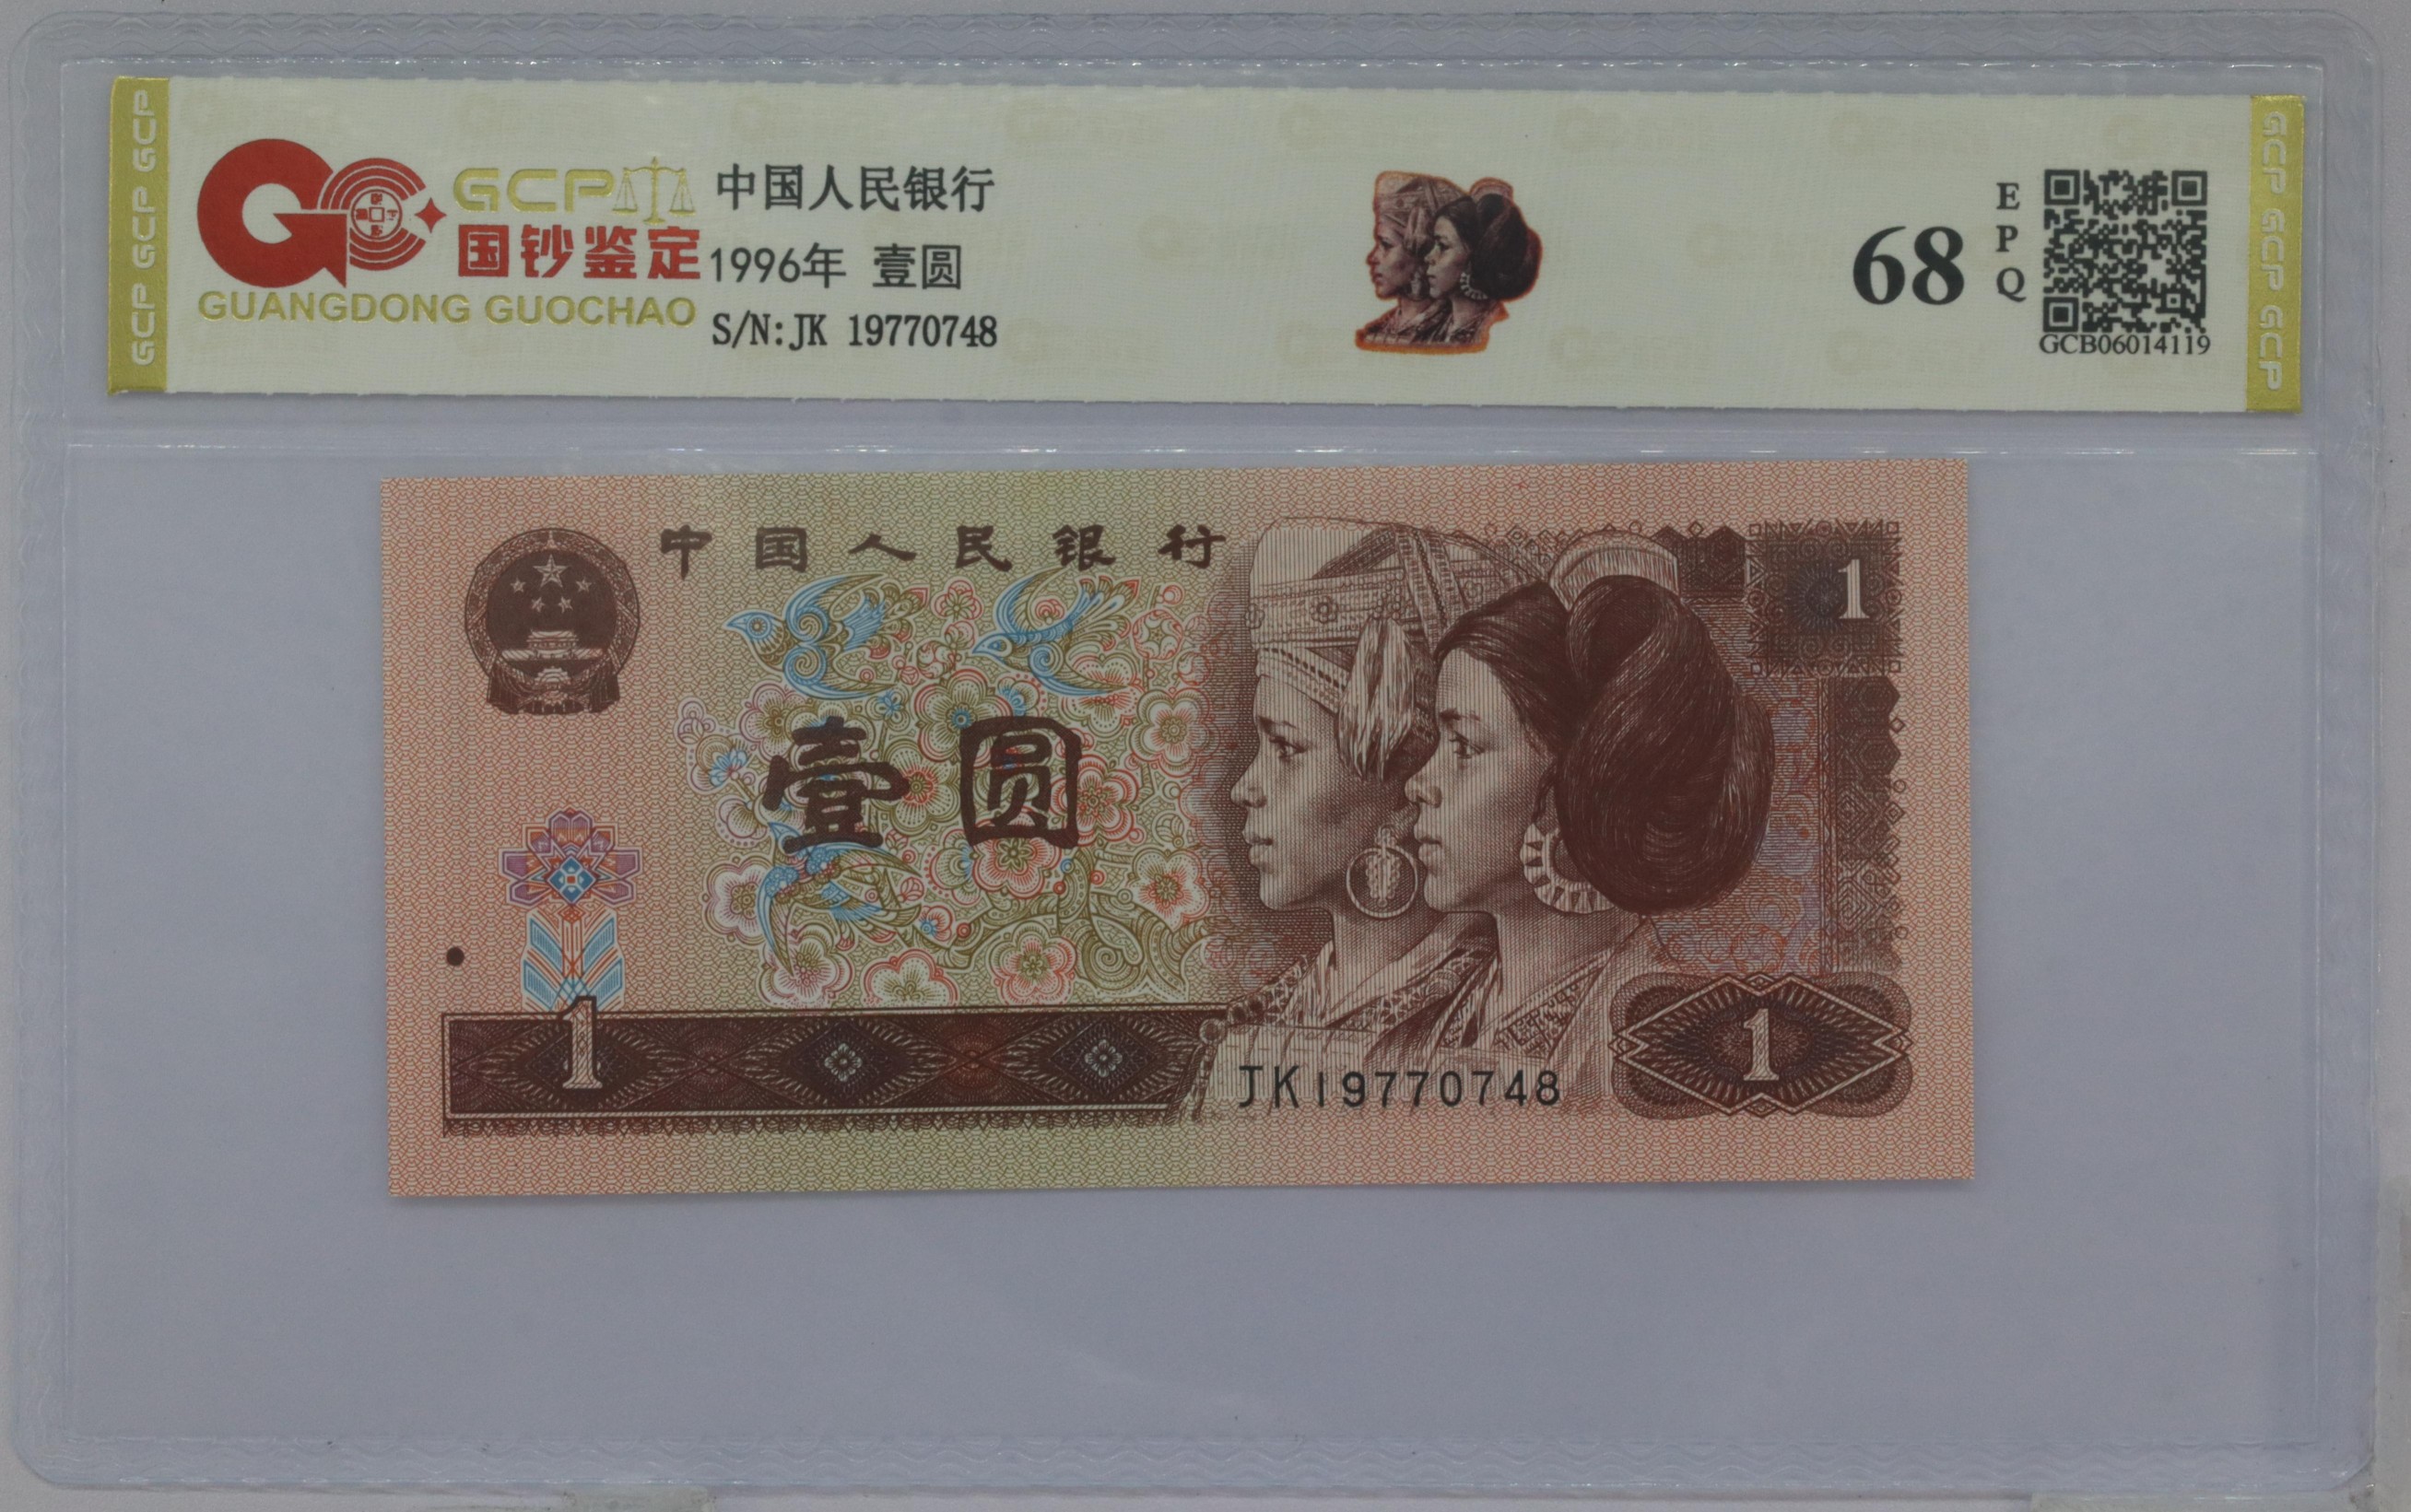 GCP GCP GCP
GCP
国钞鉴定
GUANGDONG GUOCHAO
中国人民银行
1996年 壹圆
S/N: JK 19770748
68
EPQ
GCB06014119
GCP GCP GCP
中国人民银行
1
壹圆
1
JK19770748
1